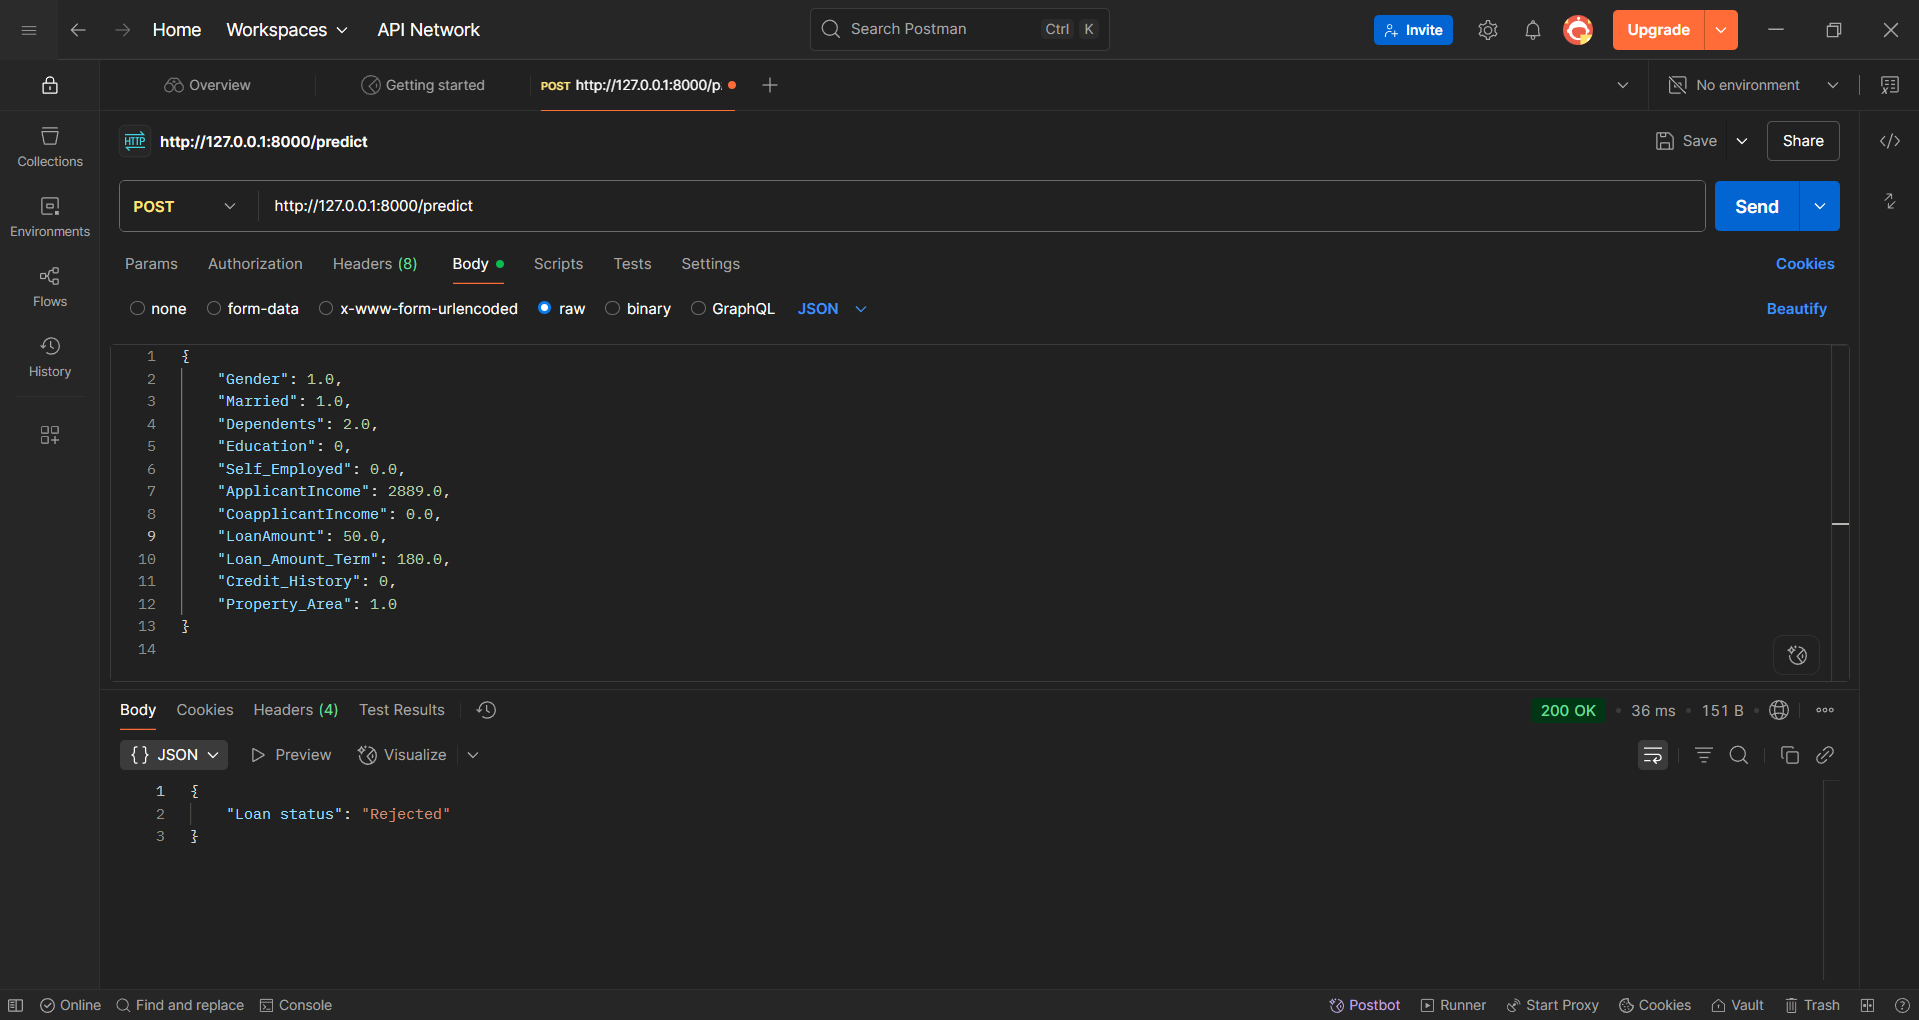 Home Workspaces API Network Search Postman Ctrl K Invite Upgrade
Overview Getting started POST http://127.0.0.1:8000/p. No environment
HTTP http://127.0.0.1:8000/predict Save Share
Collections
Environments
Flows
History
POST http://127.0.0.1:8000/predict Send
Params Authorization Headers (8) Body Scripts Tests Settings Cookies
none form-data x-www-form-urlencoded raw binary GraphQL JSON Beautify
1 {
2 "Gender": 1.0,
3 "Married": 1.0,
4 "Dependents": 2.0,
5 "Education": 0,
6 "Self_Employed": 0.0,
7 "ApplicantIncome": 2889.0,
8 "CoapplicantIncome": 0.0,
9 "LoanAmount": 50.0,
10 "Loan_Amount_Term": 180.0,
11 "Credit_History": 0,
12 "Property_Area": 1.0
13 }
14
Body Cookies Headers (4) Test Results 200 OK 36 ms 151 B
{} JSON Preview Visualize
1 {
2 "Loan status": "Rejected"
3 }
Online Find and replace Console Postbot Runner Start Proxy Cookies Vault Trash